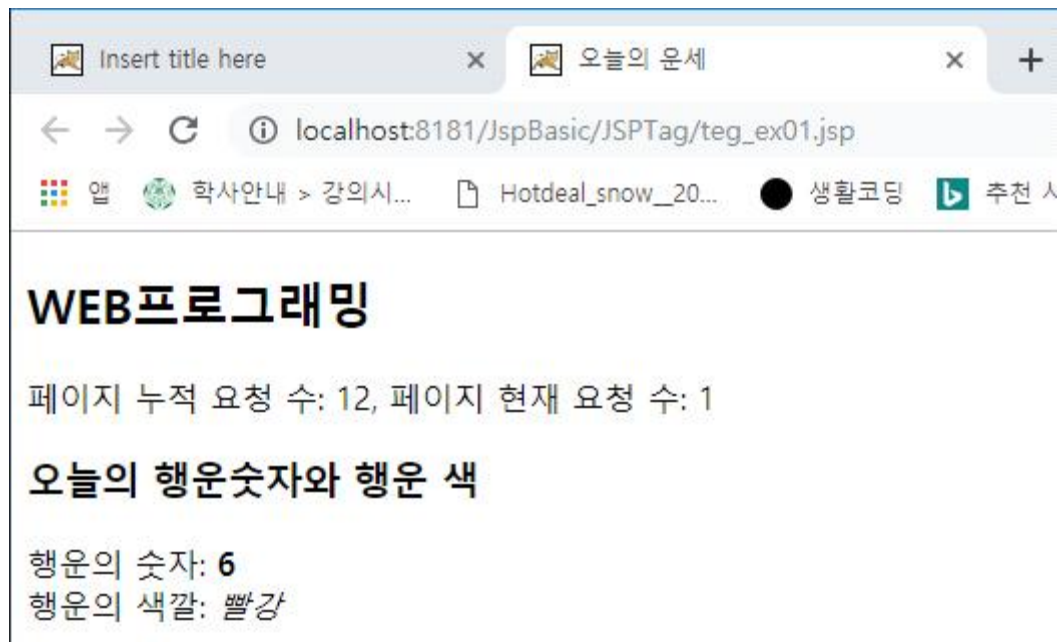 Insert title here
오늘의 운세
localhost:8181/JspBasic/JSPTag/teg_ex01.jsp
앱 학사안내 > 강의시... Hotdeal_snow__20... 생활코딩 추천
WEB프로그래밍
페이지 누적 요청 수: 12, 페이지 현재 요청 수: 1
오늘의 행운숫자와 행운 색
행운의 숫자: 6
행운의 색깔: 빨강